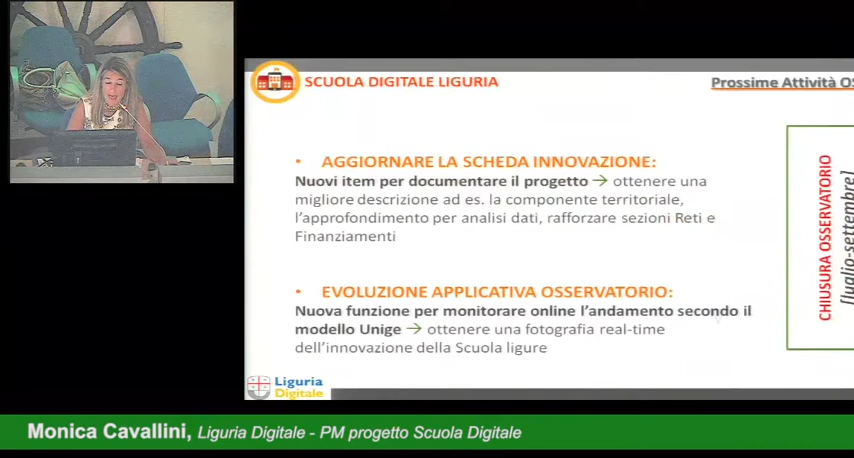 SCUOLA DIGITALE LIGURIA
Prossime Attività OS
• AGGIORNARE LA SCHEDA INNOVAZIONE:
Nuovi item per documentare il progetto → ottenere una
migliore descrizione ad es. la componente territoriale,
l'approfondimento per analisi dati, rafforzare sezioni Reti e
Finanziamenti
• EVOLUZIONE APPLICATIVA OSSERVATORIO:
Nuova funzione per monitorare online l'andamento secondo il
modello Unige → ottenere una fotografia real-time
dell'innovazione della Scuola ligure
CHIUSURA OSSERVATORIO
[luglio-settembre]
Liguria
Digitale
Monica Cavallini, Liguria Digitale - PM progetto Scuola Digitale